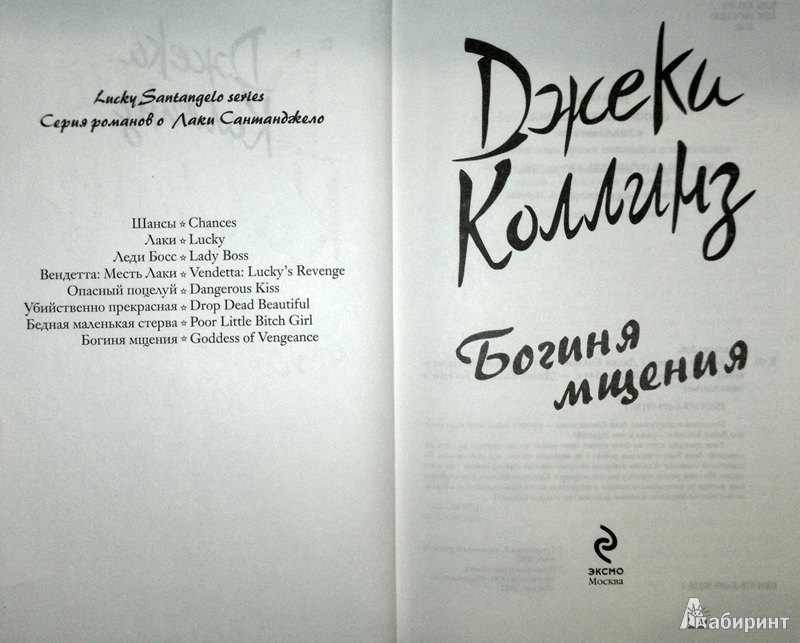 Lucky Santangelo series
Серия романов о Лаки Сантанджело
Шансы ☆ Chances
Лаки ☆ Lucky
Леди Босс ☆ Lady Boss
Вендетта: Месть Лаки ☆ Vendetta: Lucky's Revenge
Опасный поцелуй ☆ Dangerous Kiss
Убийственно прекрасная ☆ Drop Dead Beautiful
Бедная маленькая стерва ☆ Poor Little Bitch Girl
Богиня мщения ☆ Goddess of Vengeance
Джеки
Коллинз
Богиня
мщения
ЭКСМО
Москва
Лабиринт